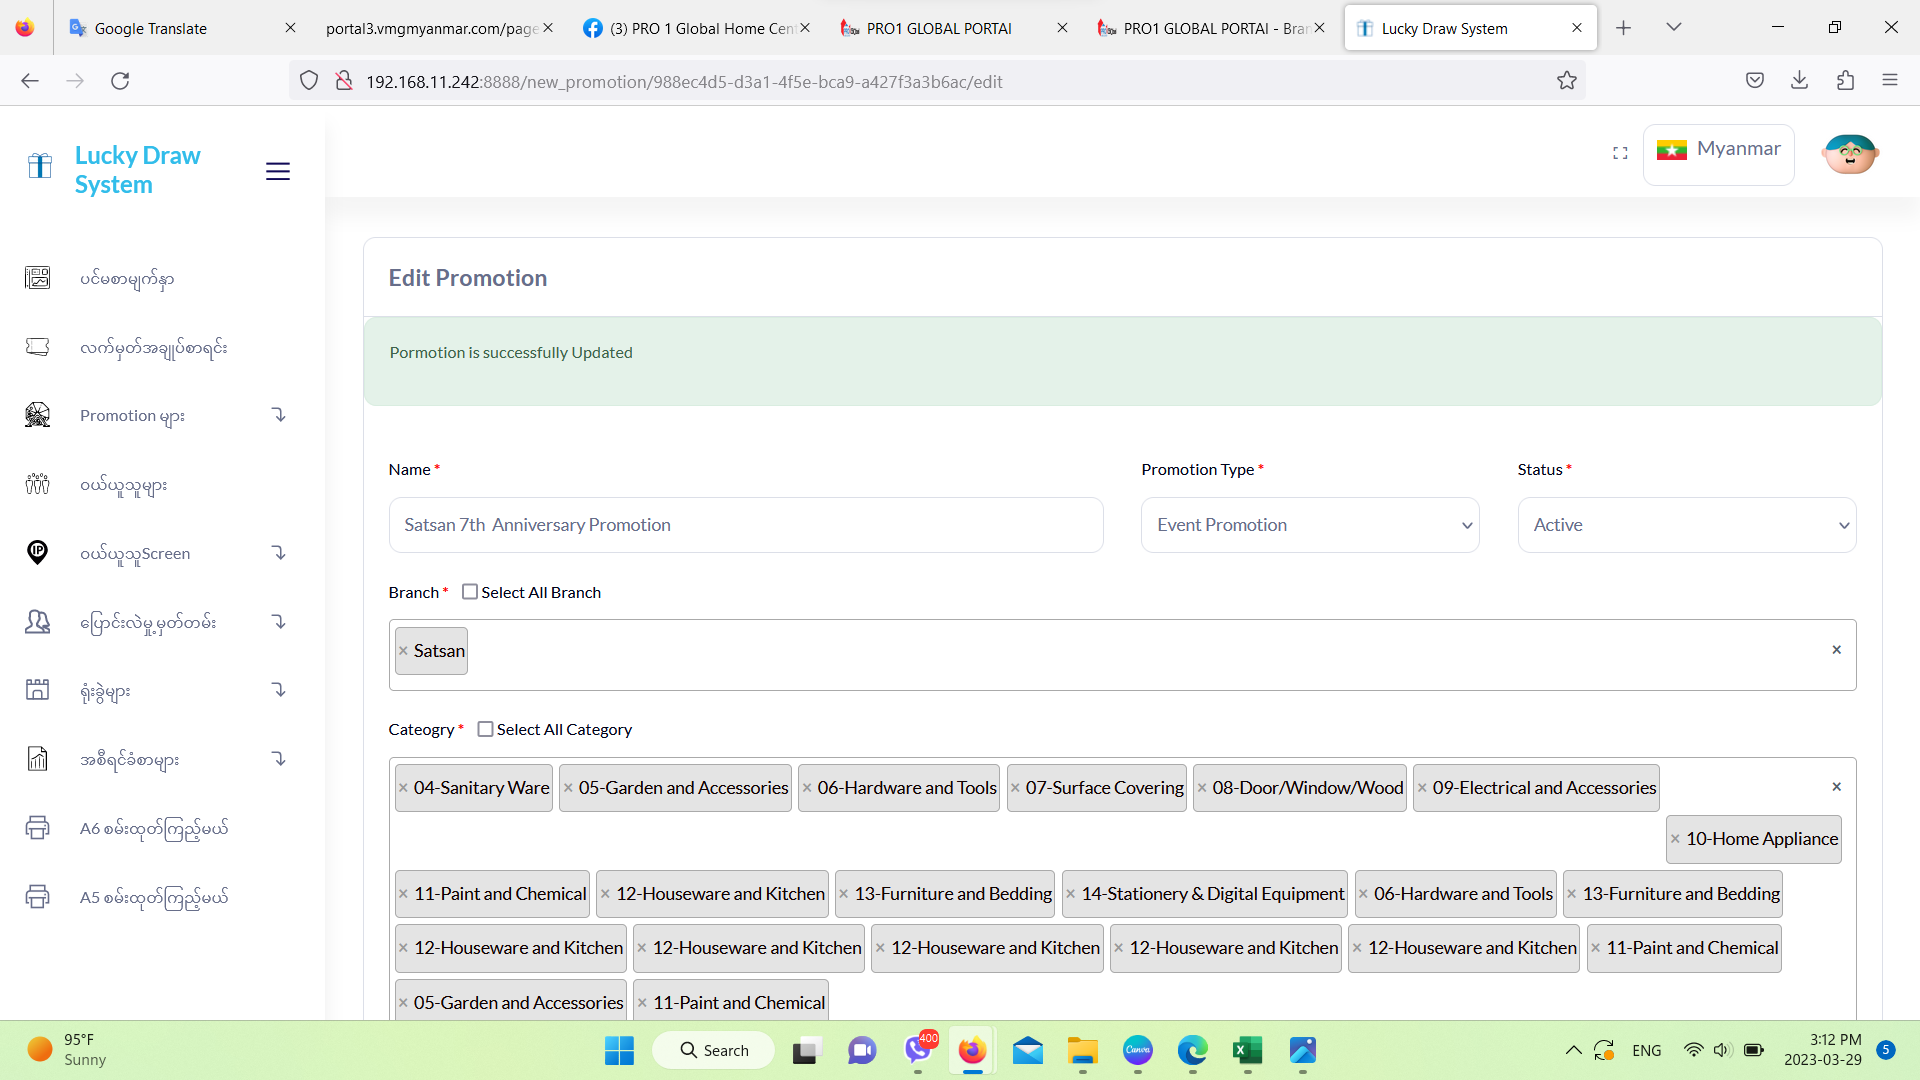 Google Translate
portal3.vmgmyanmar.com/page
(3) PRO 1 Global Home Cent
PRO1 GLOBAL PORTAL
PRO1 GLOBAL PORTAL - Bran
Lucky Draw System
192.168.11.242:8888/new_promotion/988ec4d5-d3a1-4f5e-bca9-a427f3a3b6ac/edit
Lucky Draw
System
Myanmar
ပင်မစာမျက်နှာ
လက်မှတ်အချုပ်စာရင်း
Promotion များ
ဝယ်ယူသူများ
IP
ဝယ်ယူသူScreen
ပြောင်းလဲမှု့မှတ်တမ်း
ရုံးခွဲများ
အစီရင်ခံစာများ
A6 စမ်းထုတ်ကြည့်မယ်
A5 စမ်းထုတ်ကြည့်မယ်
Edit Promotion
Pormotion is successfully Updated
Name * Promotion Type * Status *
Satsan 7th  Anniversary Promotion Event Promotion Active
Branch * Select All Branch
× Satsan ×
Cateogry * Select All Category
× 04-Sanitary Ware × 05-Garden and Accessories × 06-Hardware and Tools × 07-Surface Covering × 08-Door/Window/Wood × 09-Electrical and Accessories ×
× 10-Home Appliance
× 11-Paint and Chemical × 12-Houseware and Kitchen × 13-Furniture and Bedding × 14-Stationery & Digital Equipment × 06-Hardware and Tools × 13-Furniture and Bedding
× 12-Houseware and Kitchen × 12-Houseware and Kitchen × 12-Houseware and Kitchen × 12-Houseware and Kitchen × 12-Houseware and Kitchen × 11-Paint and Chemical
× 05-Garden and Accessories × 11-Paint and Chemical
95°F
Sunny
Search
400
Canva
ENG
3:12 PM
2023-03-29
5